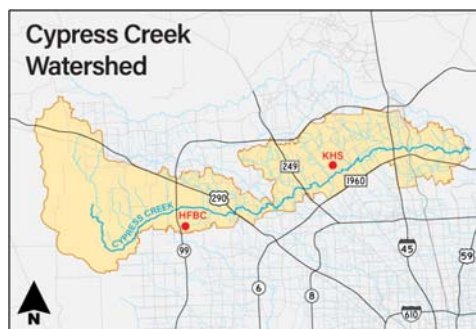 Cypress Creek
Watershed
KHS
249
1960
290
HFBC
CYPRESS CREEK
99
45
59
6
8
610
N